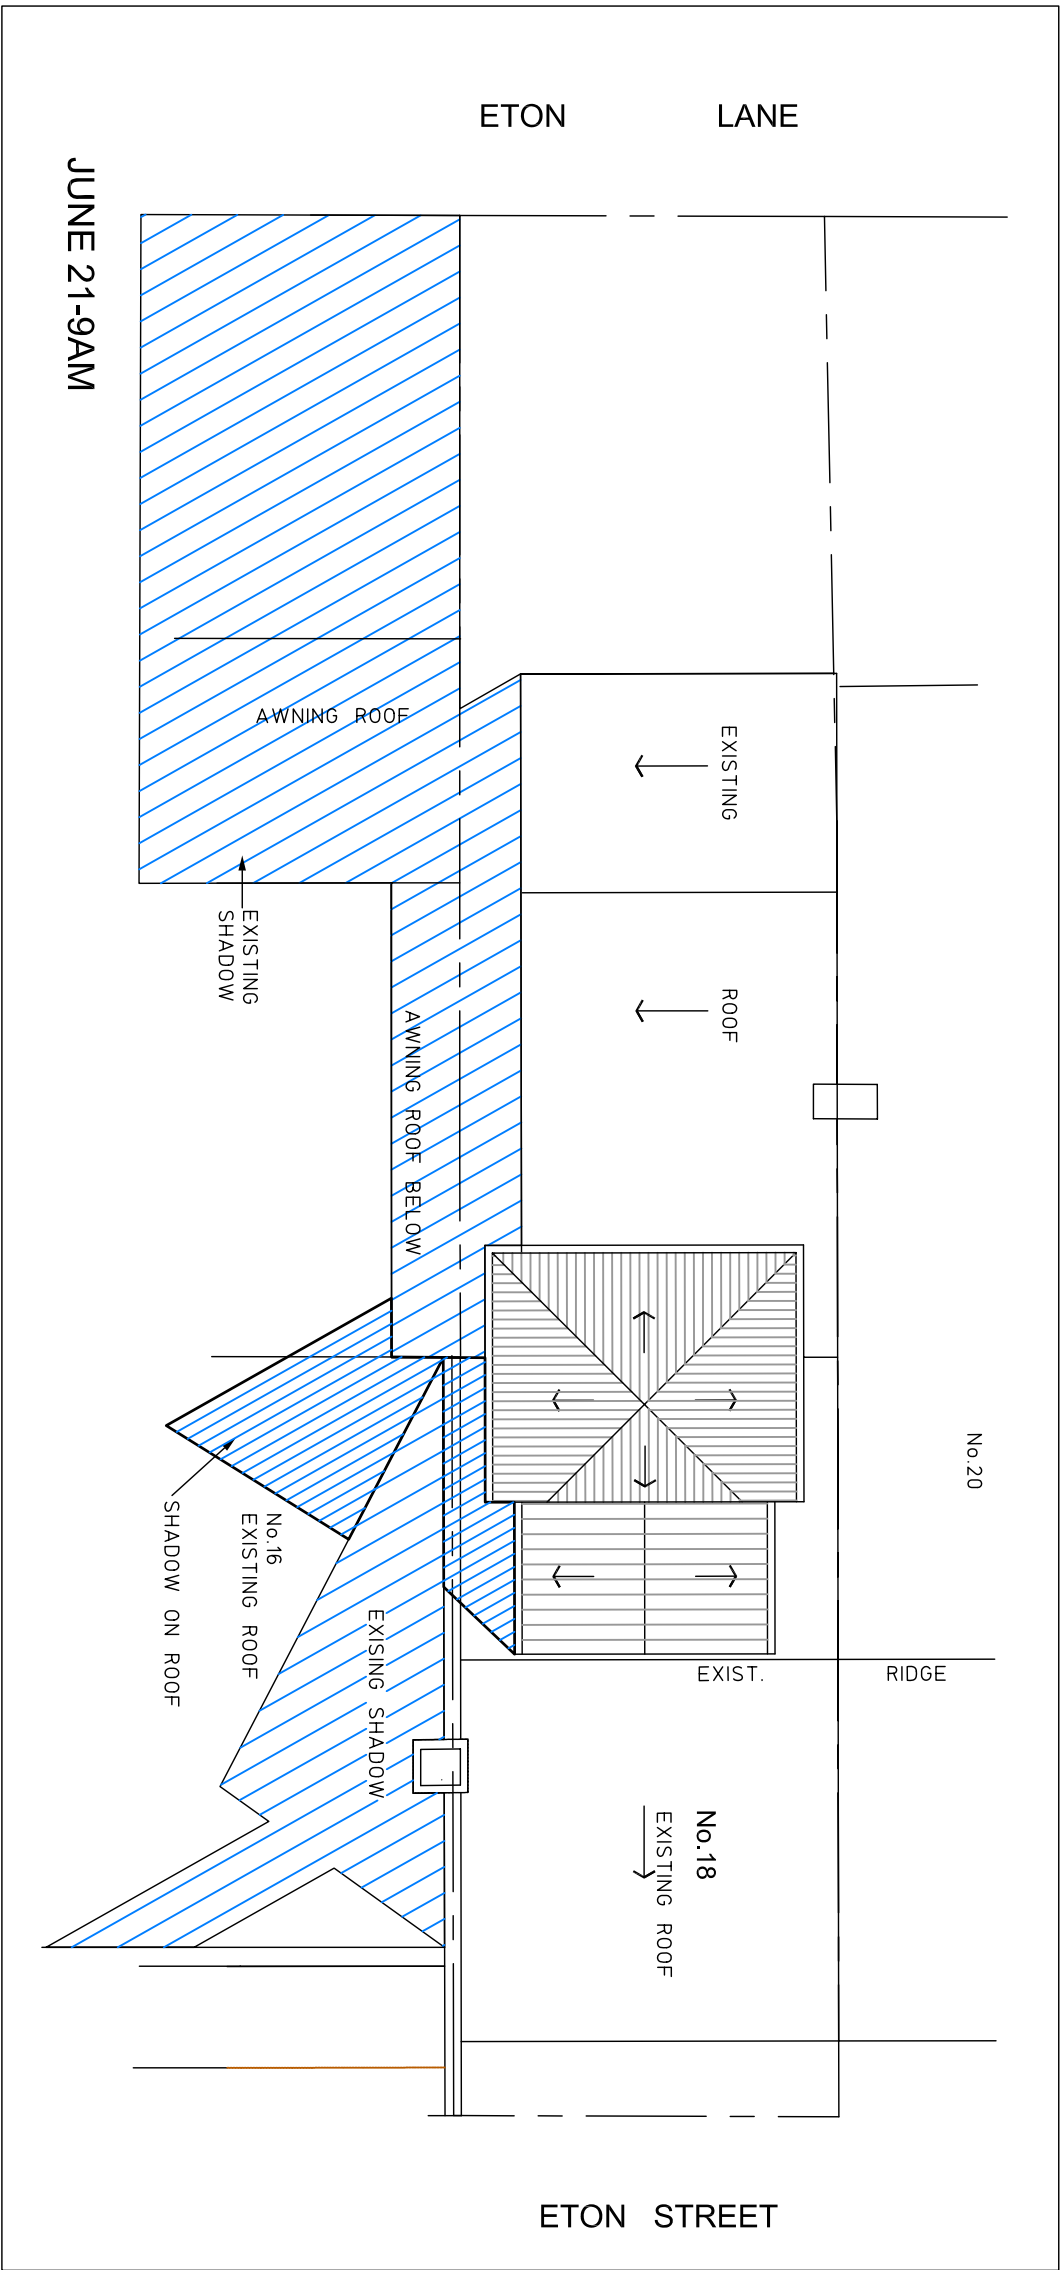 ETON LANE
JUNE 21-9AM
AWNING ROOF
EXISTING
EXISTING
SHADOW
ROOF
AWNING ROOF BELOW
No.20
No.16
EXISTING ROOF
SHADOW ON ROOF
EXISING SHADOW
EXIST. RIDGE
No.18
EXISTING ROOF
ETON STREET